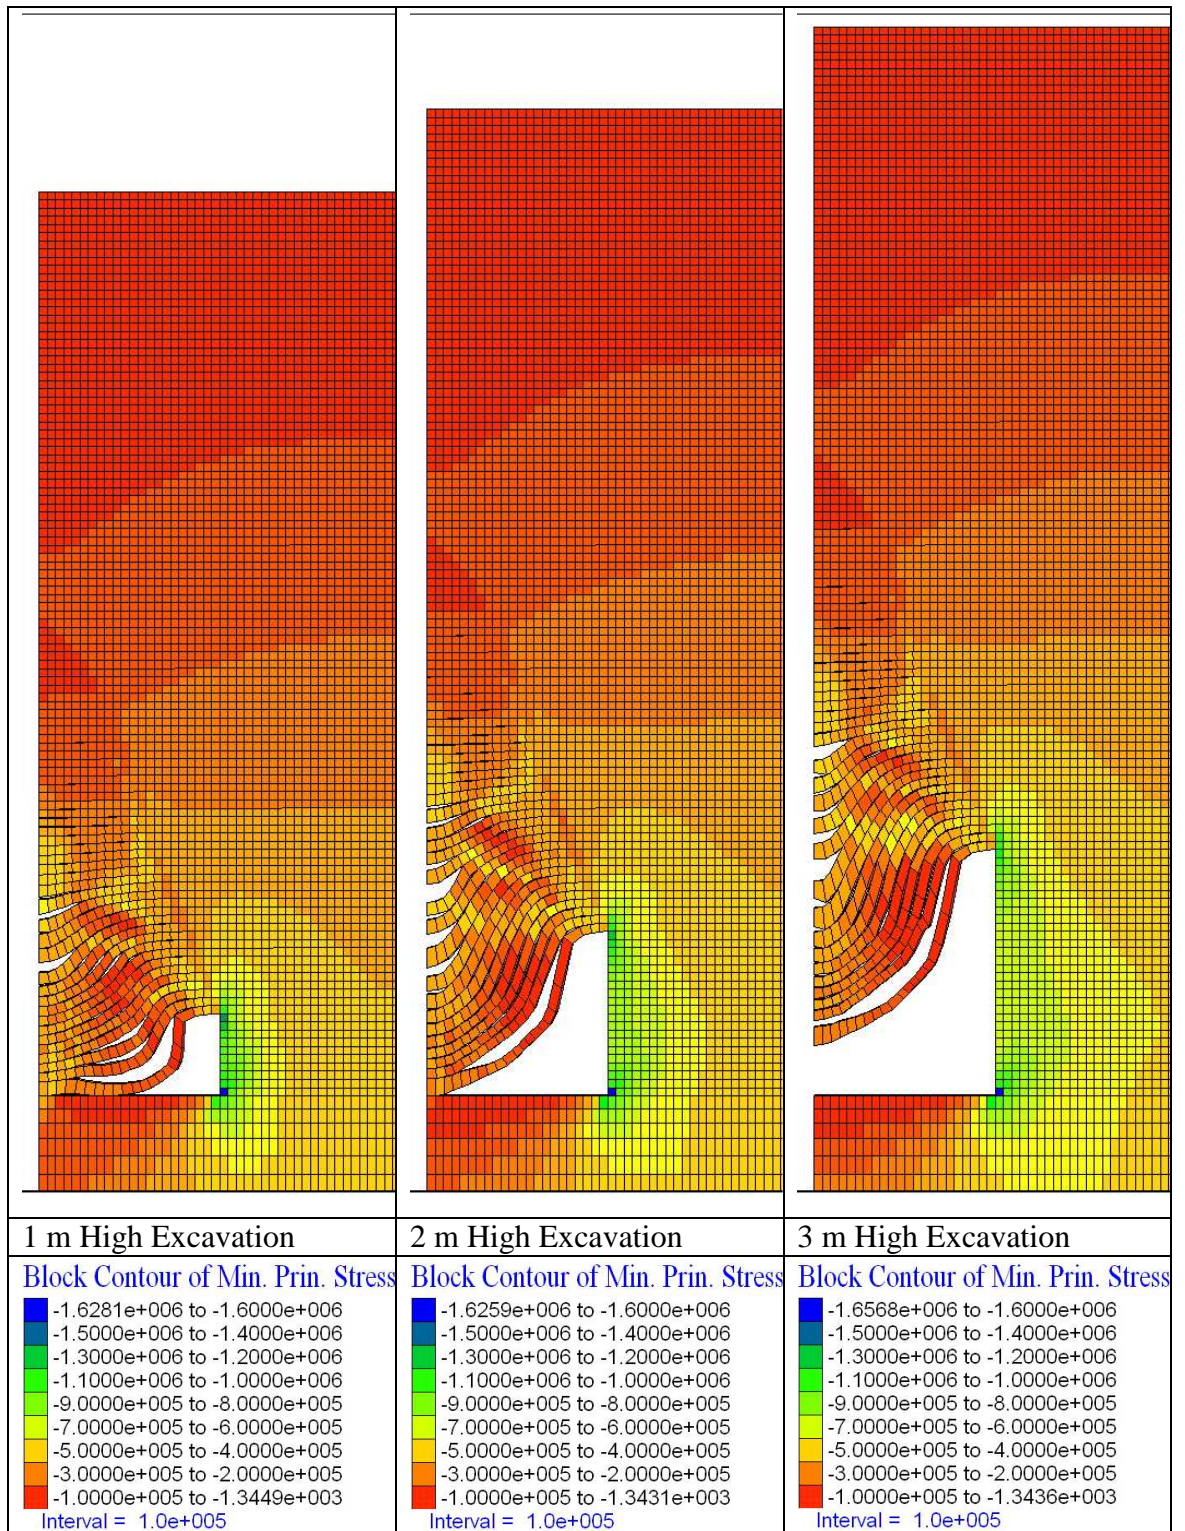 1 m High Excavation
2 m High Excavation
3 m High Excavation
Block Contour of Min. Prin. Stress
-1.6281e+006 to -1.6000e+006
-1.5000e+006 to -1.4000e+006
-1.3000e+006 to -1.2000e+006
-1.1000e+006 to -1.0000e+006
-9.0000e+005 to -8.0000e+005
-7.0000e+005 to -6.0000e+005
-5.0000e+005 to -4.0000e+005
-3.0000e+005 to -2.0000e+005
-1.0000e+005 to -1.3449e+003
Interval = 1.0e+005
Block Contour of Min. Prin. Stress
-1.6259e+006 to -1.6000e+006
-1.5000e+006 to -1.4000e+006
-1.3000e+006 to -1.2000e+006
-1.1000e+006 to -1.0000e+006
-9.0000e+005 to -8.0000e+005
-7.0000e+005 to -6.0000e+005
-5.0000e+005 to -4.0000e+005
-3.0000e+005 to -2.0000e+005
-1.0000e+005 to -1.3431e+003
Interval = 1.0e+005
Block Contour of Min. Prin. Stress
-1.6568e+006 to -1.6000e+006
-1.5000e+006 to -1.4000e+006
-1.3000e+006 to -1.2000e+006
-1.1000e+006 to -1.0000e+006
-9.0000e+005 to -8.0000e+005
-7.0000e+005 to -6.0000e+005
-5.0000e+005 to -4.0000e+005
-3.0000e+005 to -2.0000e+005
-1.0000e+005 to -1.3436e+003
Interval = 1.0e+005